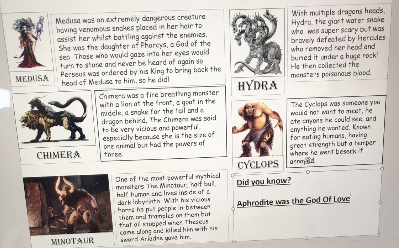 Medusa was an extremely dangerous creature
having venomous snakes placed in her hair to
assist her whilst battling against the enemies.
She was the daughter of Phorcys, a God of the
sea. Those who would gaze into her eyes would
turn to stone and never be heard of again so
Perseus was ordered by his King to bring back the
head of Medusa to him, so he did!
MEDUSA
With multiple dragons heads,
Hydra, the giant water snake
who was super scary but was
bravely defeated by Hercules
who removed her head and
buried it under a huge rock!
He then collected the
monsters poisonous blood.
HYDRA
Chimera was a fire breathing monster
with a lion at the front, a goat in the
middle, a snake for the tail and a
dragon behind. The Chimera was said
to be very vicious and powerful,
especially because she is the size of
one animal but had the powers of
three.
CHIMERA
The Cyclops was someone you
would not want to meet, he
ate anyone he could see, and
anything he wanted. Known
for eating humans, having
great strength but a temper
where he went beserk if
annoyed.
CYCLOPS
One of the most powerful mythical
monsters The Minotaur, half bull,
half human and lives inside of a
dark labyrinth. With his vicious
horns he put people in between
them and tramples on them but
that all stopped when Theseus
came along and killed him with his
sword Ariadne gave him.
MINOTAUR
Did you know?
Aphrodite was the God Of Love